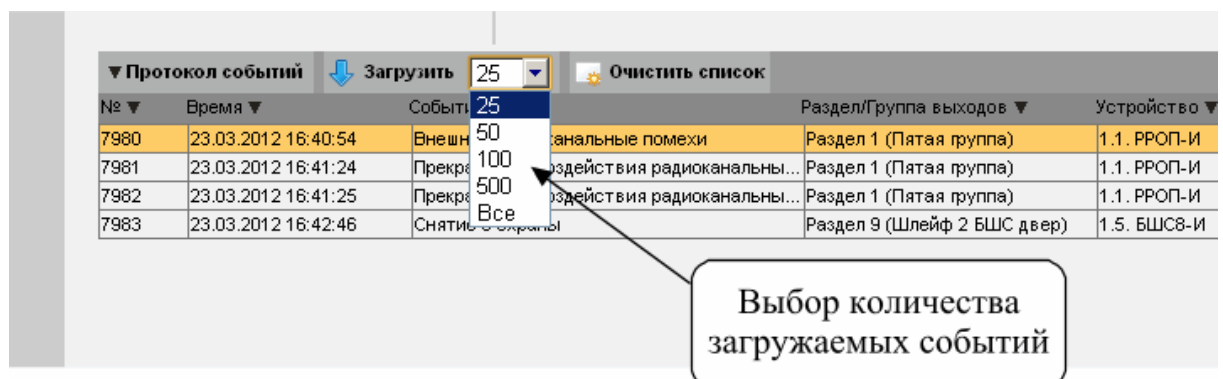 ▼Протокол событий Загрузить 25 Очистить список
№ ▼ Время ▼ Событи Раздел/Группа выходов ▼ Устройство ▼
25
7980 23.03.2012 16:40:54 Внешн анальные помехи Раздел 1 (Пятая группа) 1.1. РРОП-И
50
7981 23.03.2012 16:41:24 Прекра здействия радиоканальны... Раздел 1 (Пятая группа) 1.1. РРОП-И
100
7982 23.03.2012 16:41:25 Прекра здействия радиоканальны... Раздел 1 (Пятая группа) 1.1. РРОП-И
500
7983 23.03.2012 16:42:46 Снятие с охраны Раздел 9 (Шлейф 2 БШС двер) 1.5. БШС8-И
Все
Выбор количества
загружаемых событий